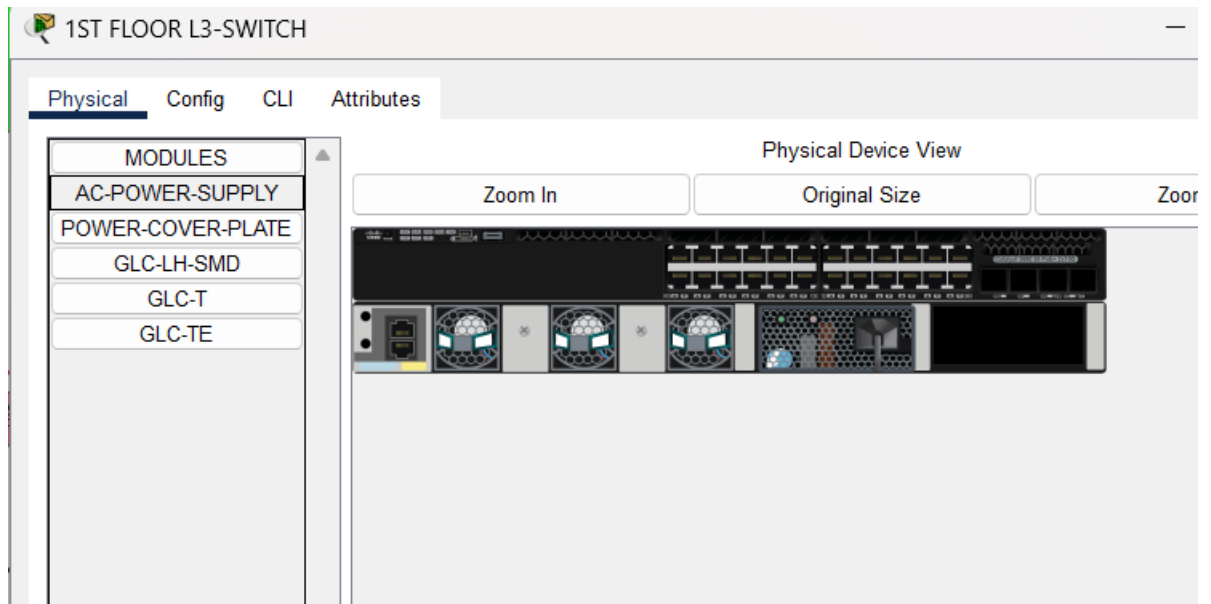 1ST FLOOR L3-SWITCH
Physical Config CLI Attributes
MODULES
AC-POWER-SUPPLY
POWER-COVER-PLATE
GLC-LH-SMD
GLC-T
GLC-TE
Physical Device View
Zoom In Original Size Zoor